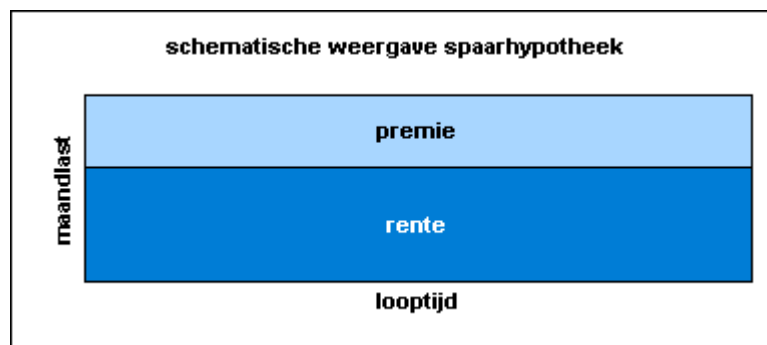 schematische weergave spaarhypotheek
premie
maandlast
rente
looptijd